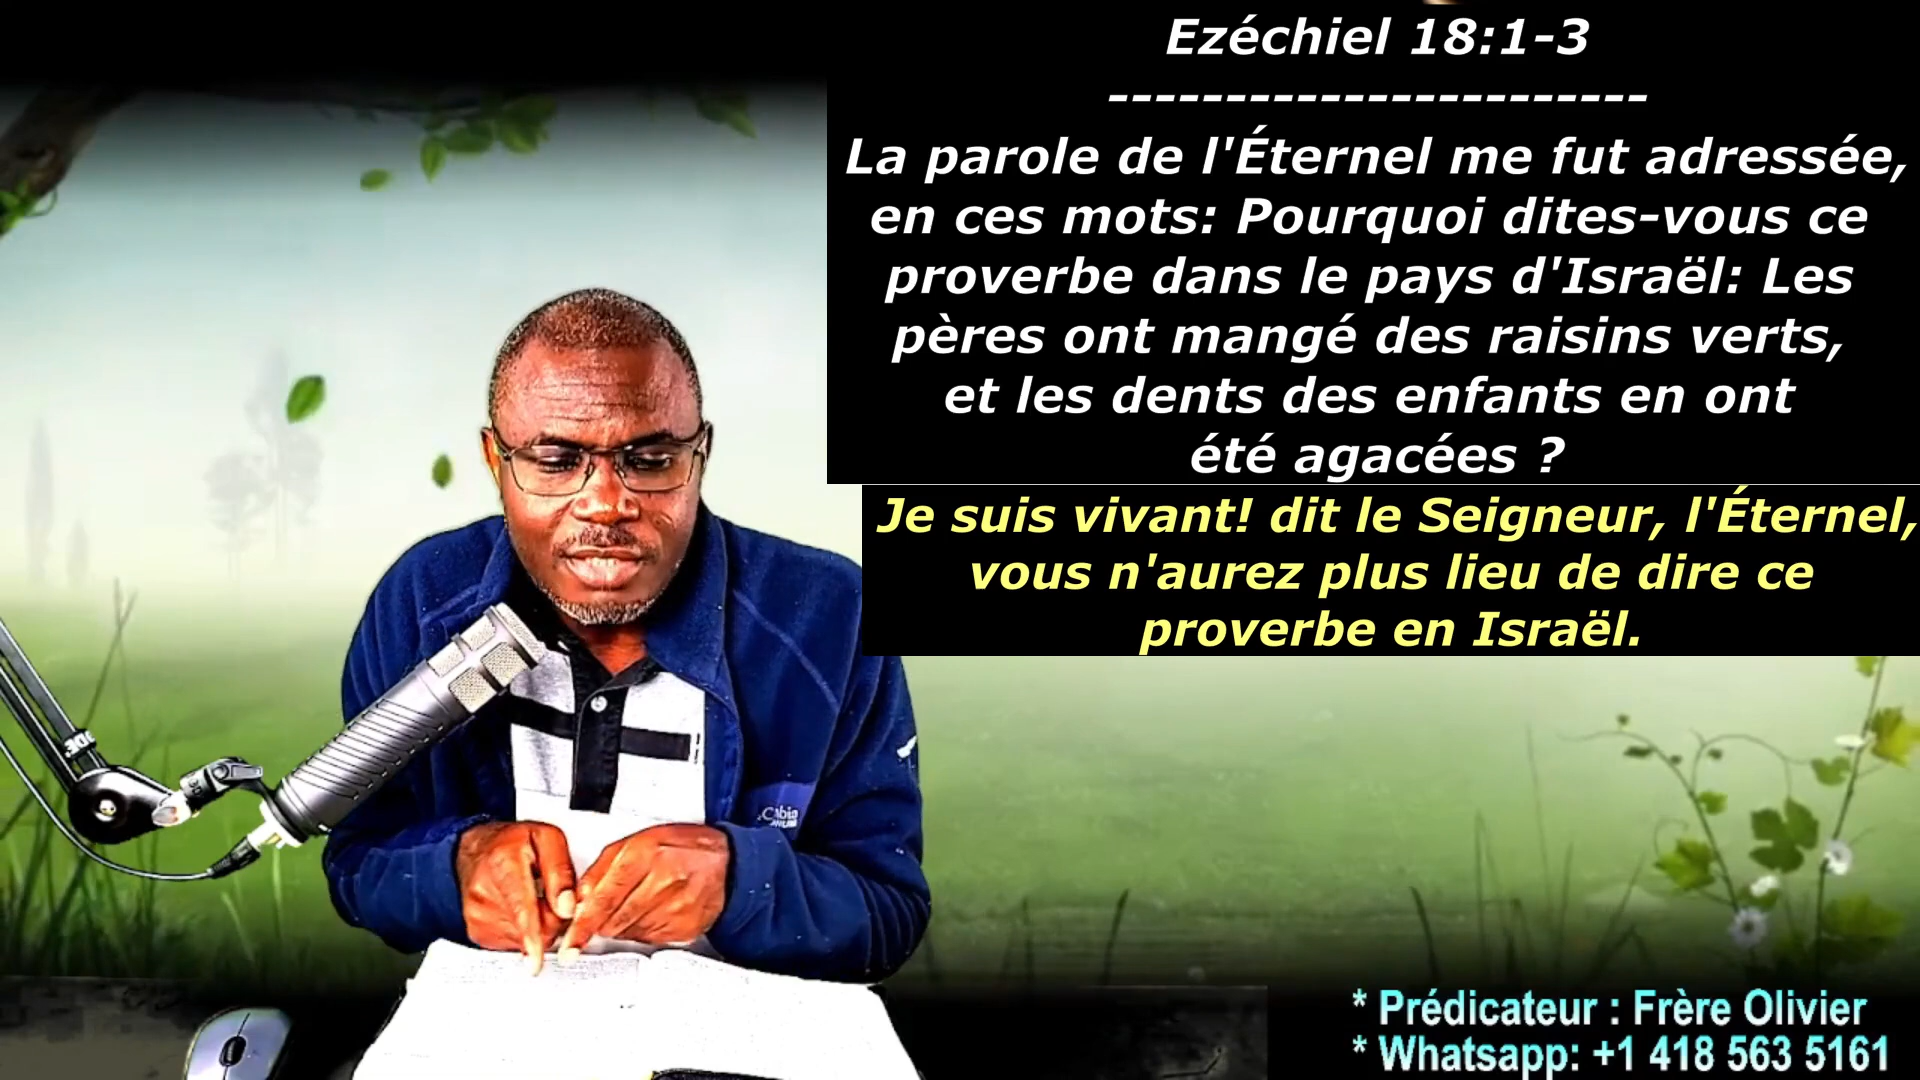 Ezéchiel 18:1-3
-----------------------
La parole de l'Éternel me fut adressée,
en ces mots: Pourquoi dites-vous ce
proverbe dans le pays d'Israël: Les
pères ont mangé des raisins verts,
et les dents des enfants en ont
été agacées ?
Je suis vivant! dit le Seigneur, l'Éternel,
vous n'aurez plus lieu de dire ce
proverbe en Israël.
* Prédicateur : Frère Olivier
* Whatsapp: +1 418 563 5161